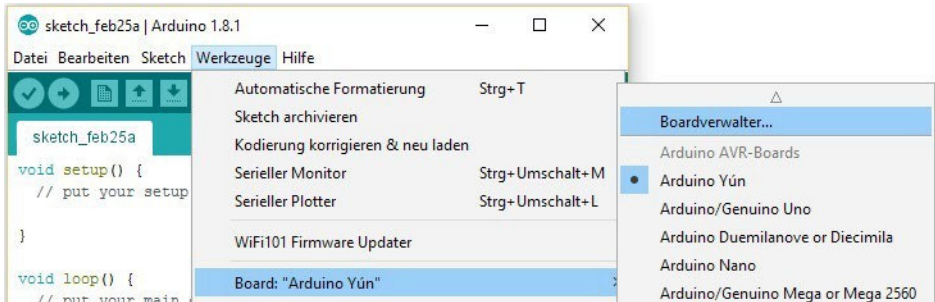 sketch_feb25a | Arduino 1.8.1
Datei Bearbeiten Sketch Werkzeuge Hilfe
sketch_feb25a
void setup() {
// put your setup
}
void loop() {
// put your main
Automatische Formatierung Strg+T
Sketch archivieren
Kodierung korrigieren & neu laden
Serieller Monitor Strg+Umschalt+M
Serieller Plotter Strg+Umschalt+L
WiFi101 Firmware Updater
Board: "Arduino Yún"
Boardverwalter...
Arduino AVR-Boards
Arduino Yún
Arduino/Genuino Uno
Arduino Duemilanove or Diecimila
Arduino Nano
Arduino/Genuino Mega or Mega 2560